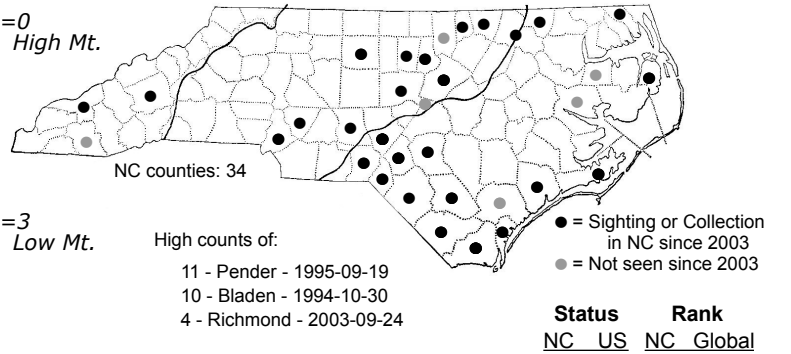 =0
High Mt.
NC counties: 34
=3
Low Mt.
High counts of:
11 - Pender - 1995-09-19
10 - Bladen - 1994-10-30
4 - Richmond - 2003-09-24
= Sighting or Collection
in NC since 2003
= Not seen since 2003
Status Rank
NC US NC Global